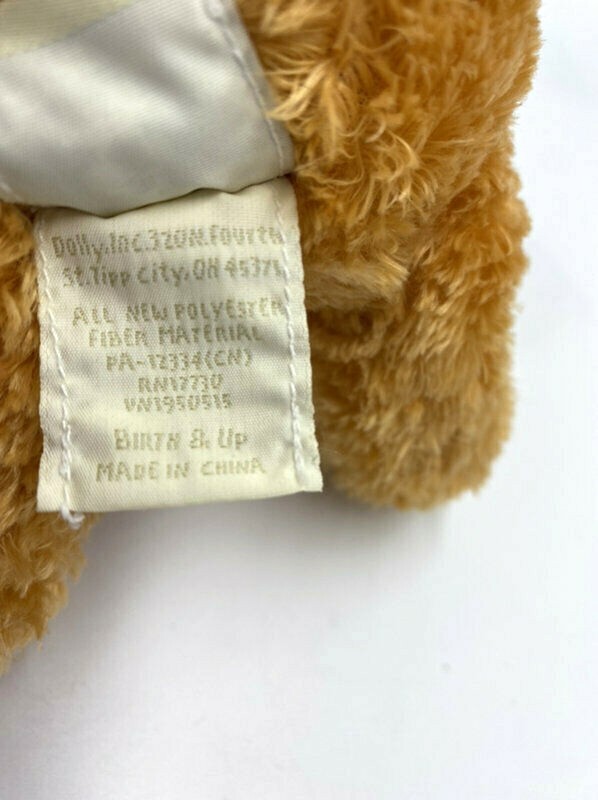 Dolly.Inc.320N.Fourth
St.Tipp City.OH 45371
ALL NEW POLYESTER
FIBER MATERIAL
PA-12334(CN)
RN17730
VN1950515
BIRTH & UP
MADE IN CHINA